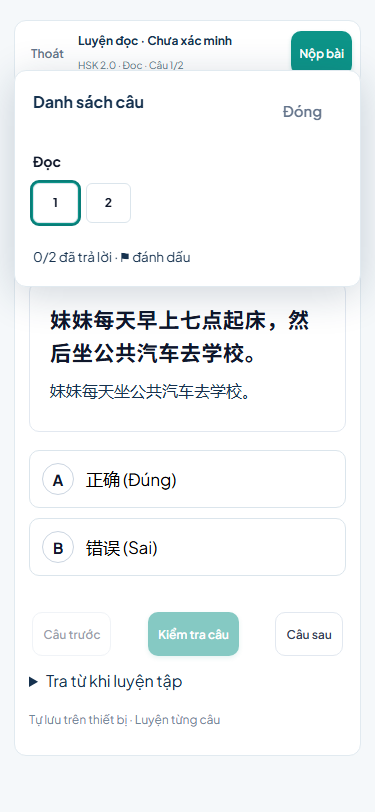 Thoát
Luyện đọc · Chưa xác minh
HSK 2.0 · Đọc · Câu 1/2
Nộp bài
Danh sách câu
Đóng
Đọc
1
2
0/2 đã trả lời · ⚑ đánh dấu
妹妹每天早上七点起床，然
后坐公共汽车去学校。
妹妹每天坐公共汽车去学校。
A 正确 (Đúng)
B 错误 (Sai)
Câu trước
Kiểm tra câu
Câu sau
▶ Tra từ khi luyện tập
Tự lưu trên thiết bị · Luyện từng câu